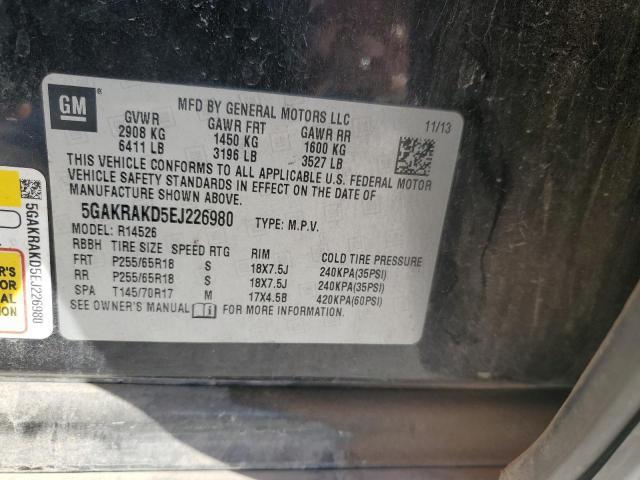 GM
MFD BY GENERAL MOTORS LLC
11/13
GVWR GAWR FRT GAWR RR
2908 KG 1450 KG 1600 KG
6411 LB 3196 LB 3527 LB
THIS VEHICLE CONFORMS TO ALL APPLICABLE U.S. FEDERAL MOTOR
VEHICLE SAFETY STANDARDS IN EFFECT ON THE DATE OF
MANUFACTURE SHOWN ABOVE.
5GAKRAKD5EJ226980 TYPE: M.P.V.
MODEL: R14526
RBBH TIRE SIZE SPEED RTG RIM COLD TIRE PRESSURE
FRT P255/65R18 S 18X7.5J 240KPA(35PSI)
RR P255/65R18 S 18X7.5J 240KPA(35PSI)
SPA T145/70R17 M 17X4.5B 420KPA(60PSI)
SEE OWNER'S MANUAL FOR MORE INFORMATION.
5GAKRAKD5EJ226980